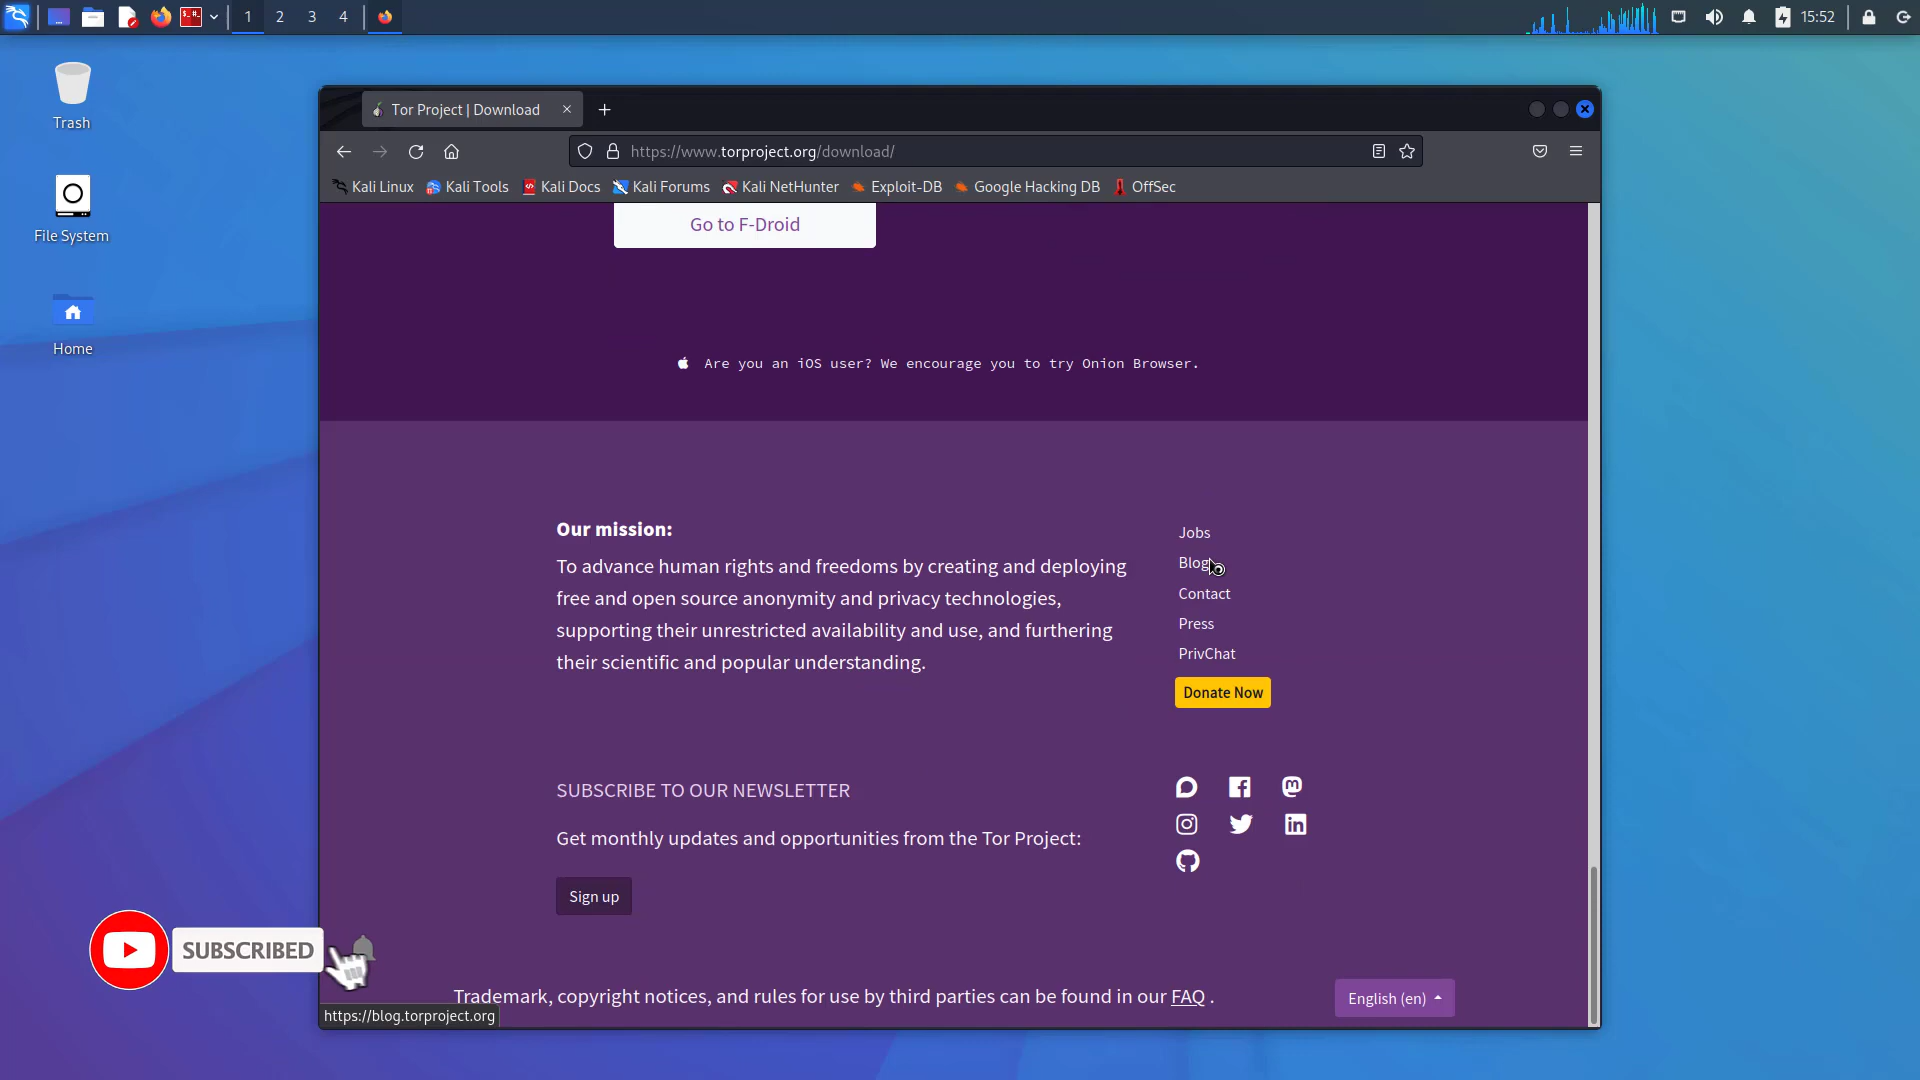 1
2
3
4
15:52
Trash
File System
Home
Tor Project | Download
https://www.torproject.org/download/
Kali Linux
Kali Tools
Kali Docs
Kali Forums
Kali NetHunter
Exploit-DB
Google Hacking DB
OffSec
Go to F-Droid
Are you an iOS user? We encourage you to try Onion Browser.
Our mission:
To advance human rights and freedoms by creating and deploying
free and open source anonymity and privacy technologies,
supporting their unrestricted availability and use, and furthering
their scientific and popular understanding.
Jobs
Blog
Contact
Press
PrivChat
Donate Now
SUBSCRIBE TO OUR NEWSLETTER
Get monthly updates and opportunities from the Tor Project:
Sign up
SUBSCRIBED
Trademark, copyright notices, and rules for use by third parties can be found in our FAQ .
English (en)
https://blog.torproject.org